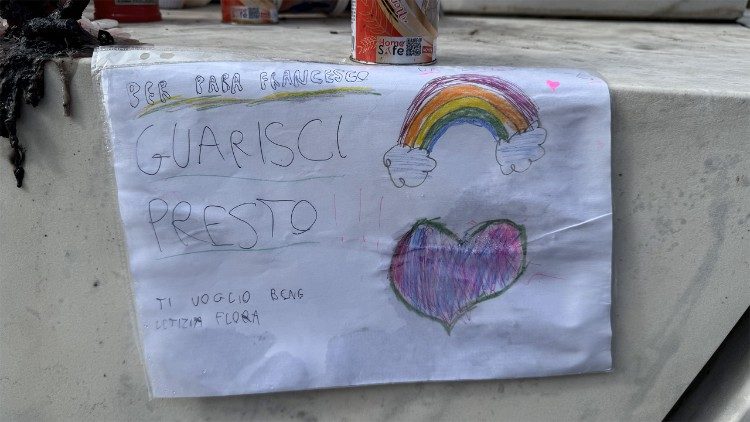 PER PAPA FRANCESCO
GUARISCI
PRESTO !!!
TI VOGLIO BENE
LETIZIA FLORA